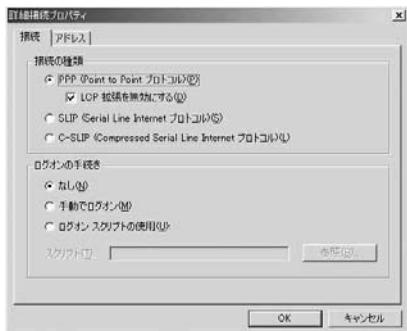 詳細接続プロパティ
接続 アドレス
接続の種類
PPP (Point to Point プロトコル)(P)
LCP 拡張を無効にする(D)
SLIP (Serial Line Internet プロトコル)(S)
C-SLIP (Compressed Serial Line Internet プロトコル)(L)
ログオンの手続き
なし(N)
手動でログオン(M)
ログオン スクリプトの使用(U):
スクリプト(T):
参照(B)...
OK キャンセル